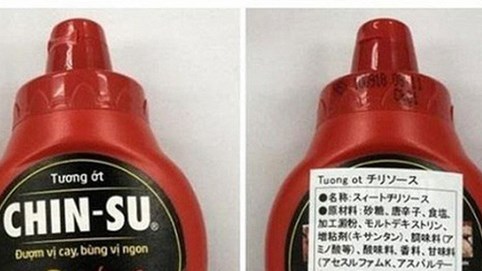 Tương ớt
CHIN-SU®
Đượm vị cay, bùng vị ngon
Tuong ot チリソース
●名称:スィートチリソース
●原材料:砂糖、唐辛子、食塩、
加工澱粉、モルトデキストリン、
増粘剤(キサンタン)、調味料(ア
ミノ酸等)、酸味料、香料、甘味料
(アセスルファムK、アスパルテー